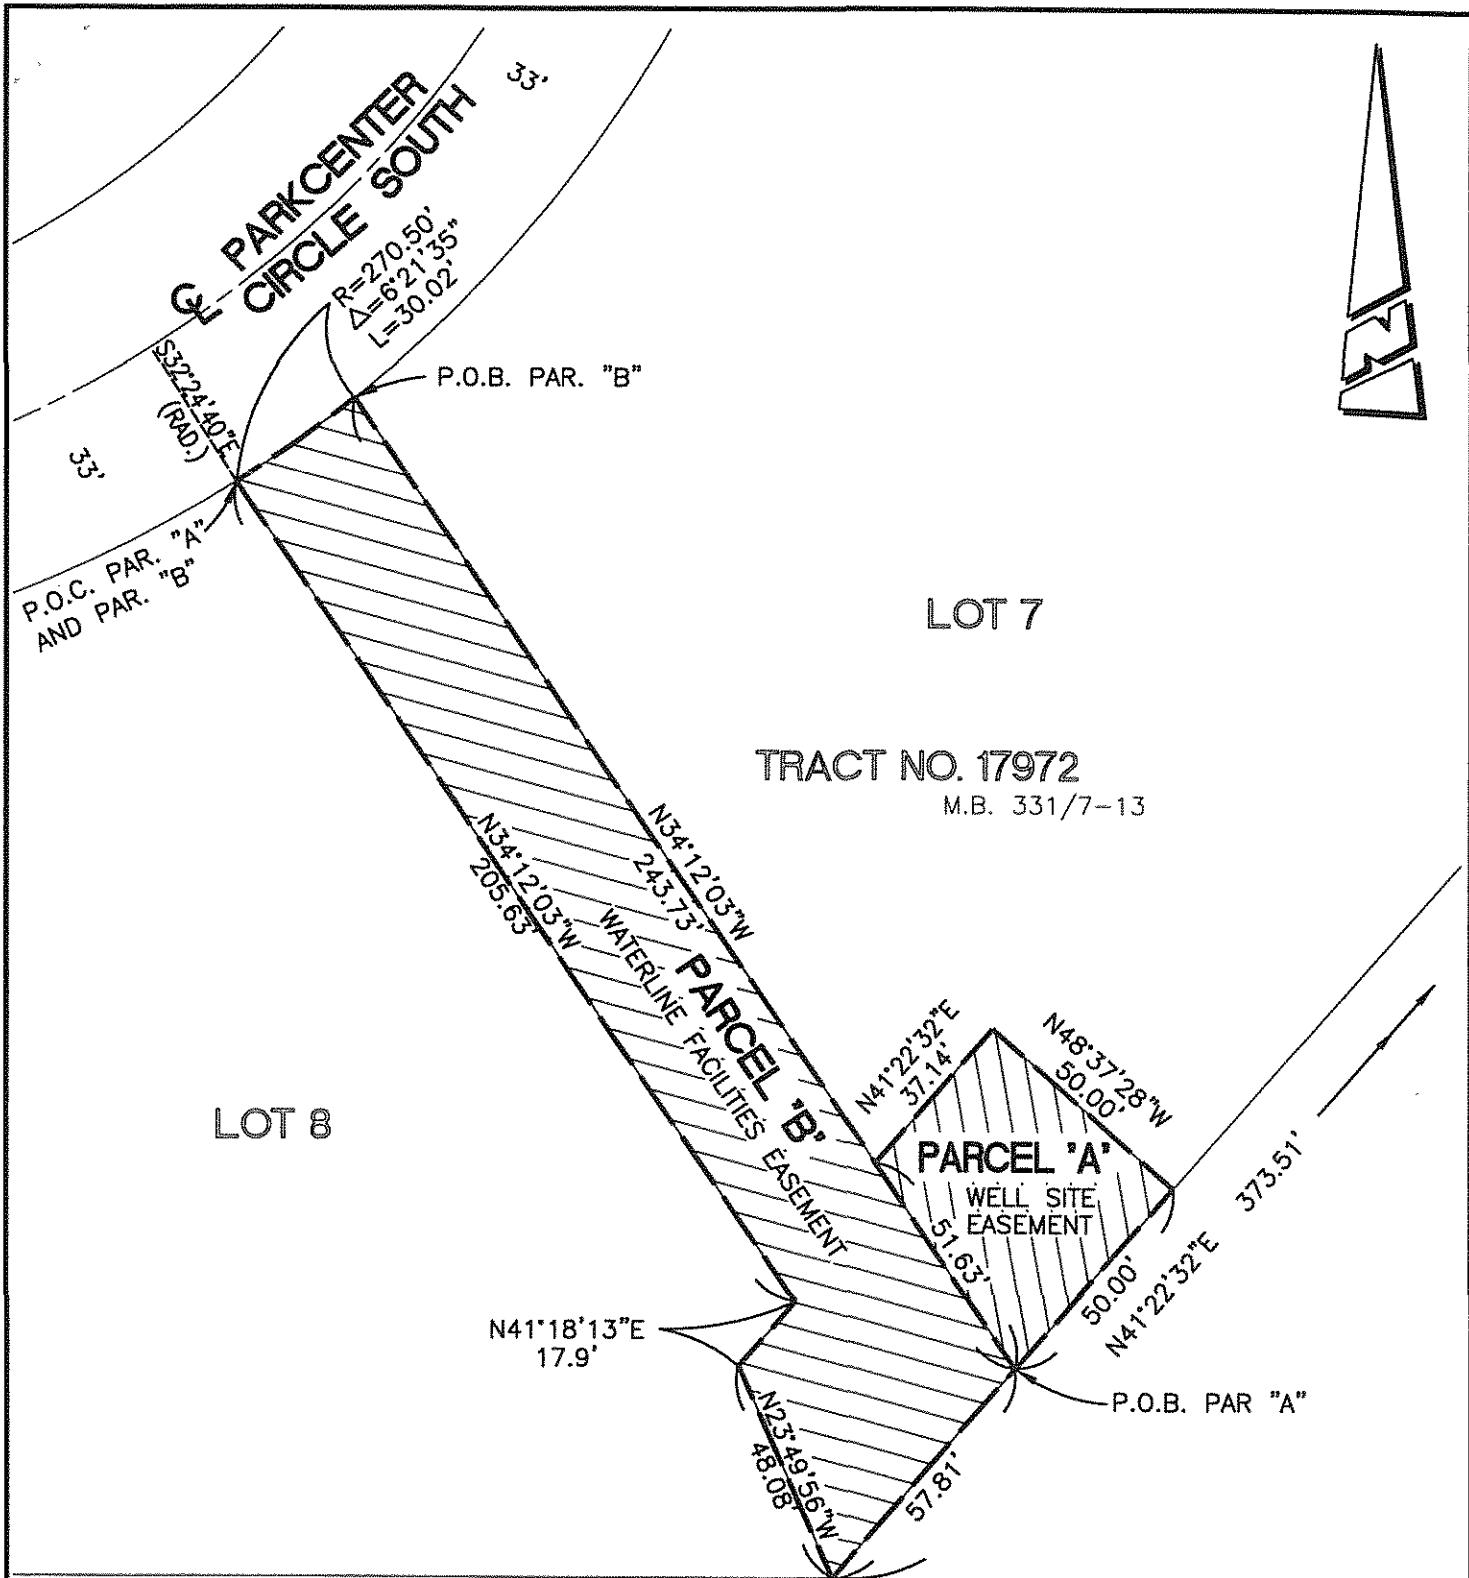 33'
℄ PARKCENTER
CIRCLE SOUTH
R=270.50'
Δ=6°21'35"
L=30.02'
S32°24'40"E
(RAD.)
33'
P.O.B. PAR. "B"
P.O.C. PAR. "A"
AND PAR. "B"
N
LOT 7
TRACT NO. 17972
M.B. 331/7-13
N34°12'03"W
205.63'
N34°12'03"W
243.73'
PARCEL "B"
WATERLINE FACILITIES EASEMENT
LOT 8
N41°22'32"E
37.14'
N48°37'28"W
50.00'
PARCEL "A"
WELL SITE
EASEMENT
51.63'
50.00'
N41°22'32"E 373.51'
N41°18'13"E
17.9'
P.O.B. PAR "A"
N23°49'56"W
48.08'
57.81'